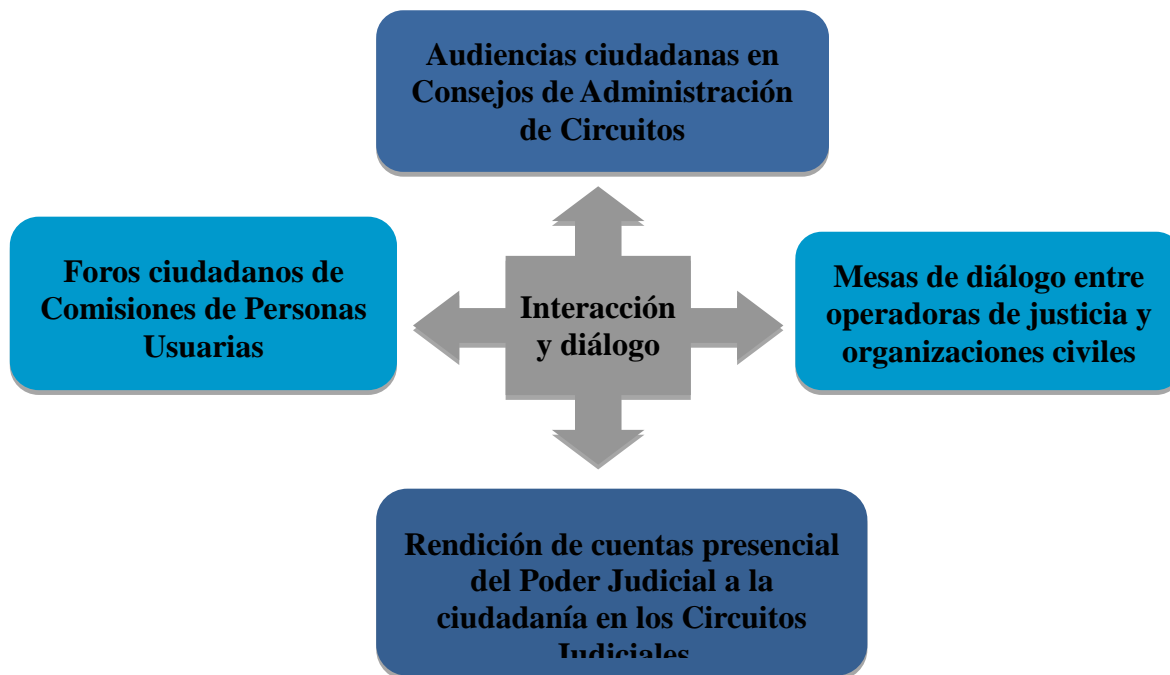 Audiencias ciudadanas en
Consejos de Administración
de Circuitos
Foros ciudadanos de
Comisiones de Personas
Usuarias
Interacción
y diálogo
Mesas de diálogo entre
operadoras de justicia y
organizaciones civiles
Rendición de cuentas presencial
del Poder Judicial a la
ciudadanía en los Circuitos
Judiciales